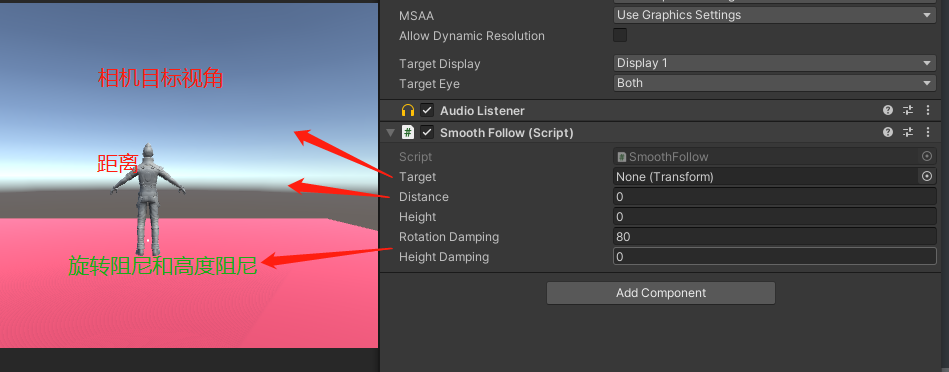 相机目标视角
距离
旋转阻尼和高度阻尼
MSAA
Use Graphics Settings
Allow Dynamic Resolution
Target Display
Display 1
Target Eye
Both
Audio Listener
# Smooth Follow (Script)
Script
# SmoothFollow
Target
None (Transform)
Distance
0
Height
0
Rotation Damping
80
Height Damping
0
Add Component